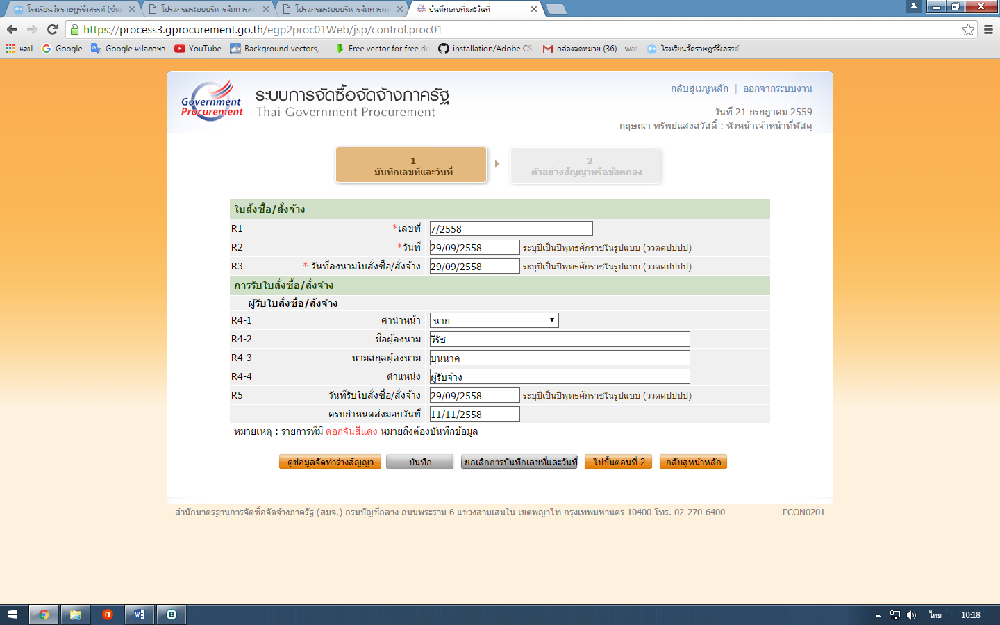 โรงเรียนวัดราษฎร์รังสรรค์ (ข้น
โปรแกรมระบบบริหารจัดการสถ
โปรแกรมระบบบริหารจัดการผล
บันทึกเลขที่และวันที่
https://process3.gprocurement.go.th/egp2proc01Web/jsp/control.proc01
แอป Google Google แปลภาษา YouTube Background vectors, Free vector for free do installation/Adobe CS กล่องจดหมาย (36) - wat โรงเรียนวัดราษฎร์รังสรรค์
Government Procurement
ระบบการจัดซื้อจัดจ้างภาครัฐ
Thai Government Procurement
กลับสู่เมนูหลัก | ออกจากระบบงาน
วันที่ 21 กรกฎาคม 2559
กฤษณา ทรัพย์แสงสวัสดิ์ : หัวหน้าเจ้าหน้าที่พัสดุ
1
บันทึกเลขที่และวันที่
2
ตัวอย่างสัญญาหรือข้อตกลง
ใบสั่งซื้อ/สั่งจ้าง
R1 *เลขที่ 7/2558
R2 *วันที่ 29/09/2558 ระบุปีเป็นปีพุทธศักราชในรูปแบบ (ววดดปปปป)
R3 * วันที่ลงนามใบสั่งซื้อ/สั่งจ้าง 29/09/2558 ระบุปีเป็นปีพุทธศักราชในรูปแบบ (ววดดปปปป)
การรับใบสั่งซื้อ/สั่งจ้าง
ผู้รับใบสั่งซื้อ/สั่งจ้าง
R4-1 คำนำหน้า นาย
R4-2 ชื่อผู้ลงนาม วิรัช
R4-3 นามสกุลผู้ลงนาม บุนนาค
R4-4 ตำแหน่ง ผู้รับจ้าง
R5 วันที่รับใบสั่งซื้อ/สั่งจ้าง 29/09/2558 ระบุปีเป็นปีพุทธศักราชในรูปแบบ (ววดดปปปป)
ครบกำหนดส่งมอบวันที่ 11/11/2558
หมายเหตุ : รายการที่มี ดอกจันสีแดง หมายถึงต้องบันทึกข้อมูล
ดูข้อมูลจัดทำร่างสัญญา บันทึก ยกเลิกการบันทึกเลขที่และวันที่ ไปขั้นตอนที่ 2 กลับสู่หน้าหลัก
สำนักมาตรฐานการจัดซื้อจัดจ้างภาครัฐ (สมจ.) กรมบัญชีกลาง ถนนพระราม 6 แขวงสามเสนใน เขตพญาไท กรุงเทพมหานคร 10400 โทร. 02-270-6400 FCON0201
ไทย 10:18